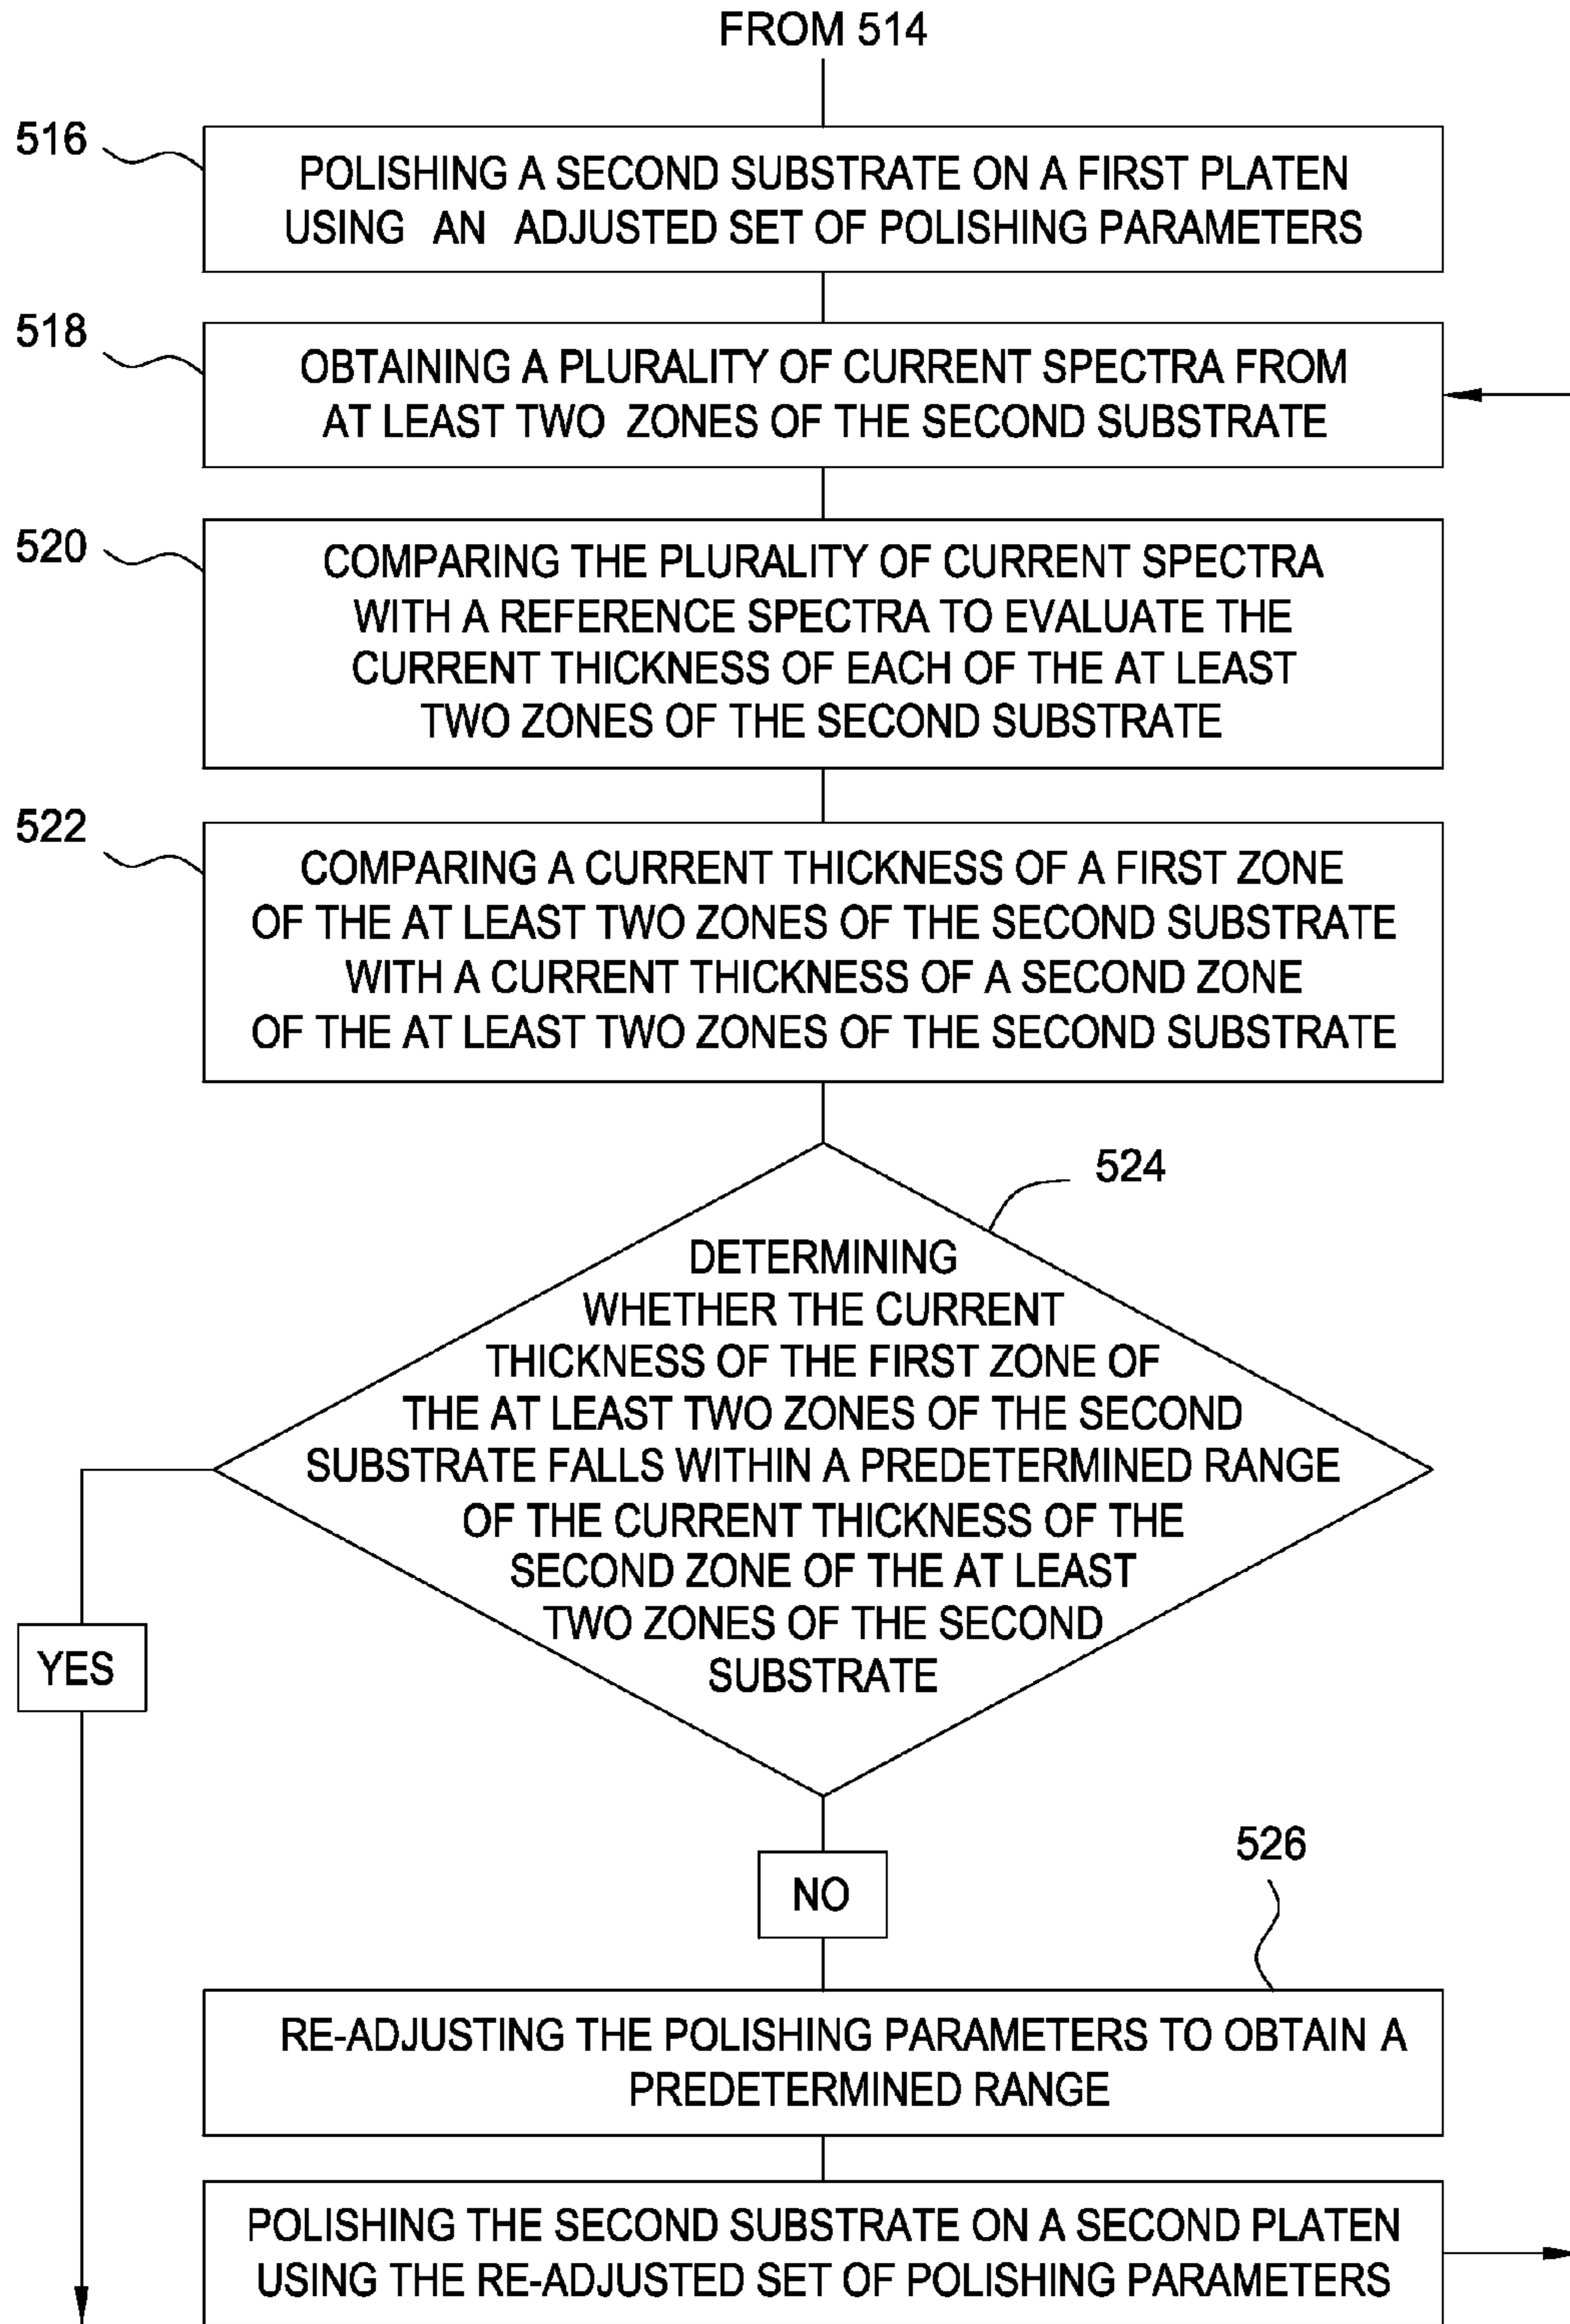 FROM 514
516
POLISHING A SECOND SUBSTRATE ON A FIRST PLATEN
USING AN ADJUSTED SET OF POLISHING PARAMETERS
518
OBTAINING A PLURALITY OF CURRENT SPECTRA FROM
AT LEAST TWO ZONES OF THE SECOND SUBSTRATE
520
COMPARING THE PLURALITY OF CURRENT SPECTRA
WITH A REFERENCE SPECTRA TO EVALUATE THE
CURRENT THICKNESS OF EACH OF THE AT LEAST
TWO ZONES OF THE SECOND SUBSTRATE
522
COMPARING A CURRENT THICKNESS OF A FIRST ZONE
OF THE AT LEAST TWO ZONES OF THE SECOND SUBSTRATE
WITH A CURRENT THICKNESS OF A SECOND ZONE
OF THE AT LEAST TWO ZONES OF THE SECOND SUBSTRATE
524
DETERMINING
WHETHER THE CURRENT
THICKNESS OF THE FIRST ZONE OF
THE AT LEAST TWO ZONES OF THE SECOND
SUBSTRATE FALLS WITHIN A PREDETERMINED RANGE
OF THE CURRENT THICKNESS OF THE
SECOND ZONE OF THE AT LEAST
TWO ZONES OF THE SECOND
SUBSTRATE
YES
NO
526
RE-ADJUSTING THE POLISHING PARAMETERS TO OBTAIN A
PREDETERMINED RANGE
POLISHING THE SECOND SUBSTRATE ON A SECOND PLATEN
USING THE RE-ADJUSTED SET OF POLISHING PARAMETERS